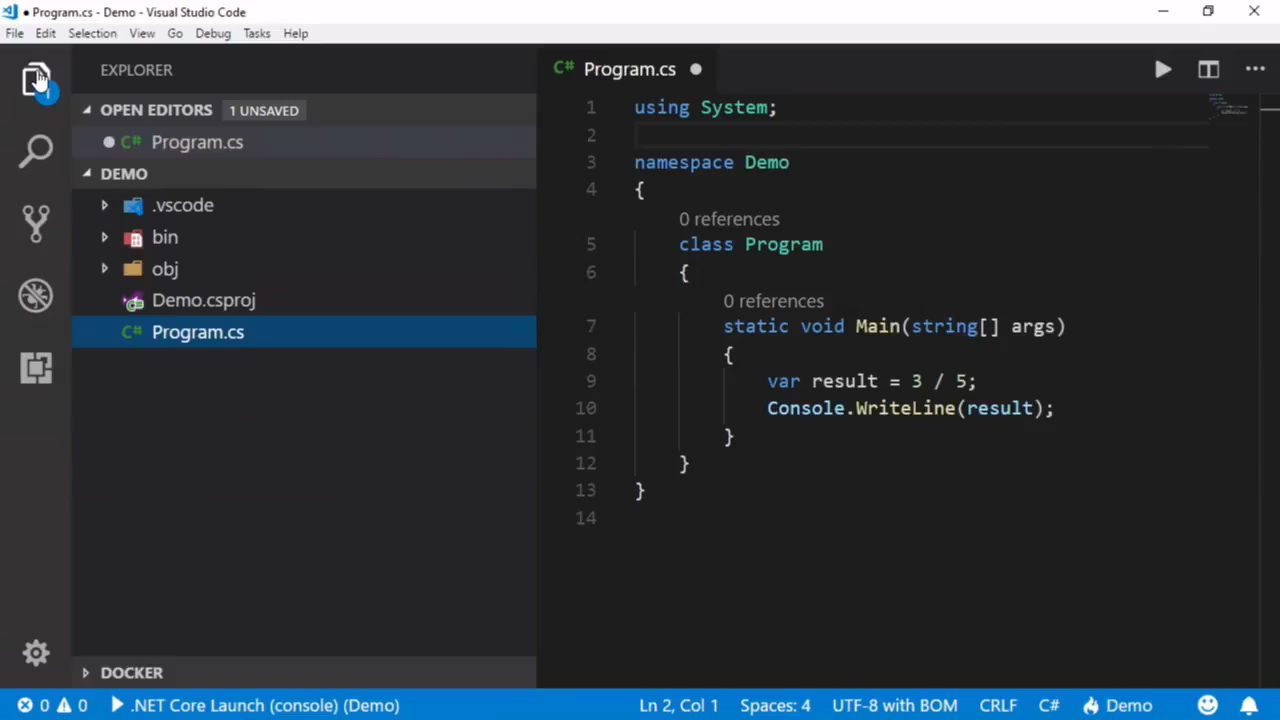 ● Program.cs - Demo - Visual Studio Code
File Edit Selection View Go Debug Tasks Help
EXPLORER
OPEN EDITORS 1 UNSAVED
● C# Program.cs
DEMO
.vscode
bin
obj
Demo.csproj
C# Program.cs
DOCKER
C# Program.cs ●
1 using System;
2
3 namespace Demo
4 {
0 references
5 class Program
6 {
0 references
7 static void Main(string[] args)
8 {
9 var result = 3 / 5;
10 Console.WriteLine(result);
11 }
12 }
13 }
14
0 0 .NET Core Launch (console) (Demo) Ln 2, Col 1 Spaces: 4 UTF-8 with BOM CRLF C# Demo